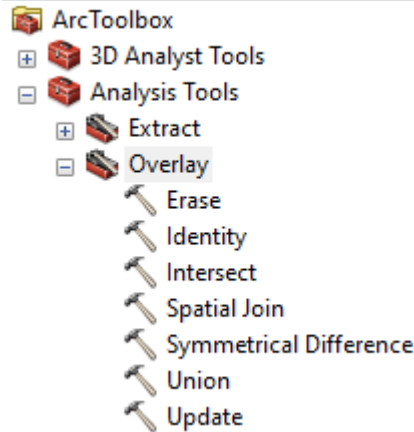 ArcToolbox
3D Analyst Tools
Analysis Tools
Extract
Overlay
Erase
Identity
Intersect
Spatial Join
Symmetrical Difference
Union
Update